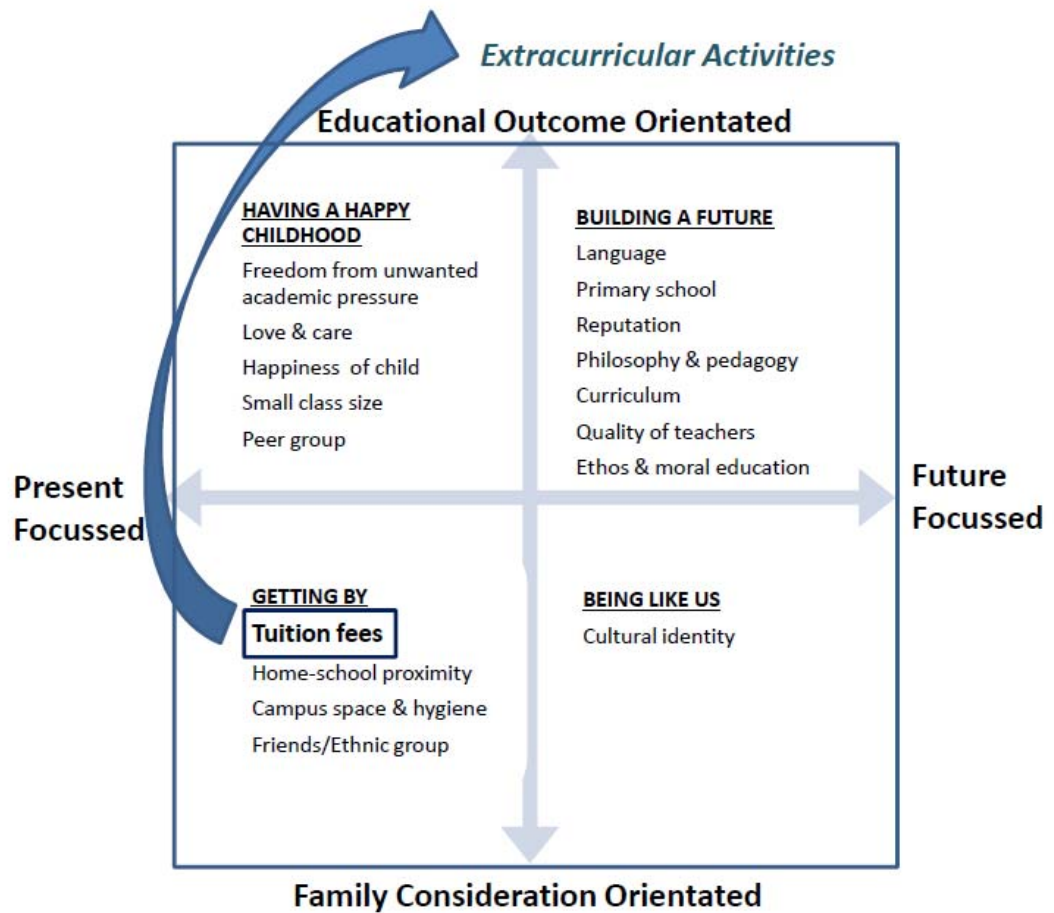 Extracurricular Activities
Educational Outcome Orientated
HAVING A HAPPY
CHILDHOOD
Freedom from unwanted
academic pressure
Love & care
Happiness of child
Small class size
Peer group
BUILDING A FUTURE
Language
Primary school
Reputation
Philosophy & pedagogy
Curriculum
Quality of teachers
Ethos & moral education
Present
Focussed
Future
Focussed
GETTING BY
Tuition fees
Home-school proximity
Campus space & hygiene
Friends/Ethnic group
BEING LIKE US
Cultural identity
Family Consideration Orientated